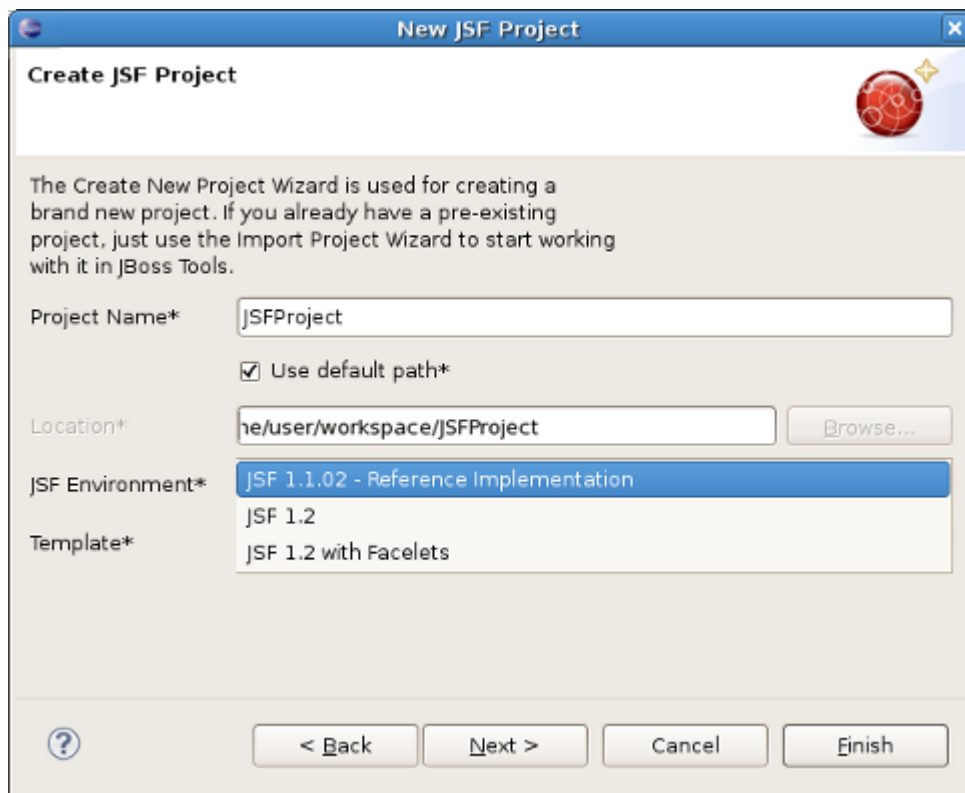 New JSF Project
Create JSF Project
The Create New Project Wizard is used for creating a
brand new project. If you already have a pre-existing
project, just use the Import Project Wizard to start working
with it in JBoss Tools.
Project Name*
JSFProject
Use default path*
Location*
ne/user/workspace/JSFProject
Browse...
JSF Environment*
JSF 1.1.02 - Reference Implementation
JSF 1.2
Template*
JSF 1.2 with Facelets
?
< Back
Next >
Cancel
Finish